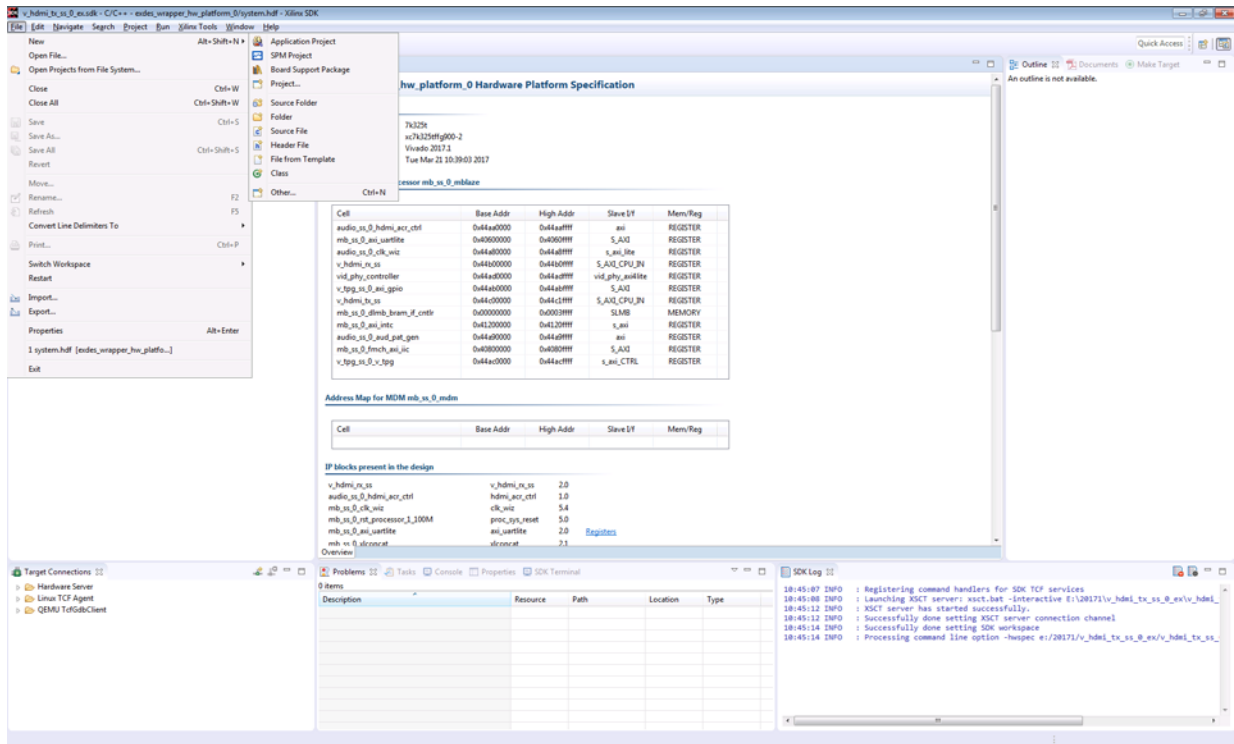 v_hdmi_tx_ss_0_ex.sdk - C/C++ - exdes_wrapper_hw_platform_0/system.hdf - Xilinx SDK
File Edit Navigate Search Project Run Xilinx Tools Window Help
Quick Access
New Alt+Shift+N
Open File...
Open Projects from File System...
Close Ctrl+W
Close All Ctrl+Shift+W
Save Ctrl+S
Save As...
Save All Ctrl+Shift+S
Revert
Move...
Rename... F2
Refresh F5
Convert Line Delimiters To
Print... Ctrl+P
Switch Workspace
Restart
Import...
Export...
Properties Alt+Enter
1 system.hdf [exdes_wrapper_hw_platfo...]
Exit
Application Project
SPM Project
Board Support Package
Project...
Source Folder
Folder
Source File
Header File
File from Template
Class
Other... Ctrl+N
hw_platform_0 Hardware Platform Specification
7k325t
xc7k325tffg900-2
Vivado 2017.1
Tue Mar 21 10:39:03 2017
cessor mb_ss_0_mblaze
Cell Base Addr High Addr Slave I/f Mem/Reg
audio_ss_0_hdmi_acr_ctrl 0x44aa0000 0x44aaffff axi REGISTER
mb_ss_0_axi_uartlite 0x40600000 0x4060ffff S_AXI REGISTER
audio_ss_0_clk_wiz 0x44a80000 0x44a8ffff s_axi_lite REGISTER
v_hdmi_rx_ss 0x44b00000 0x44b0ffff S_AXI_CPU_IN REGISTER
vid_phy_controller 0x44ad0000 0x44adffff vid_phy_axi4lite REGISTER
v_tpg_ss_0_axi_gpio 0x44ab0000 0x44abffff S_AXI REGISTER
v_hdmi_tx_ss 0x44c00000 0x44c1ffff S_AXI_CPU_IN REGISTER
mb_ss_0_dlmb_bram_if_cntlr 0x00000000 0x0003ffff SLMB MEMORY
mb_ss_0_axi_intc 0x41200000 0x4120ffff s_axi REGISTER
audio_ss_0_aud_pat_gen 0x44a90000 0x44a9ffff axi REGISTER
mb_ss_0_fmch_axi_iic 0x40800000 0x4080ffff S_AXI REGISTER
v_tpg_ss_0_v_tpg 0x44ac0000 0x44acffff s_axi_CTRL REGISTER
Address Map for MDM mb_ss_0_mdm
Cell Base Addr High Addr Slave I/f Mem/Reg
IP blocks present in the design
v_hdmi_rx_ss v_hdmi_rx_ss 2.0
audio_ss_0_hdmi_acr_ctrl hdmi_acr_ctrl 1.0
mb_ss_0_clk_wiz clk_wiz 5.4
mb_ss_0_rst_processor_1_100M proc_sys_reset 5.0
mb_ss_0_axi_uartlite axi_uartlite 2.0 Registers
mb_ss_0_xlconcat xlconcat 2.1
Overview
Outline Documents Make Target
An outline is not available.
Target Connections
Hardware Server
Linux TCF Agent
QEMU TcfGdbClient
Problems Tasks Console Properties SDK Terminal
0 items
Description Resource Path Location Type
SDK Log
10:45:07 INFO : Registering command handlers for SDK TCF services
10:45:08 INFO : Launching XSCT server: xsct.bat -interactive E:\20171\v_hdmi_tx_ss_0_ex\v_hdmi_
10:45:12 INFO : XSCT server has started successfully.
10:45:12 INFO : Successfully done setting XSCT server connection channel
10:45:14 INFO : Successfully done setting SDK workspace
10:45:14 INFO : Processing command line option -hwspec e:/20171/v_hdmi_tx_ss_0_ex/v_hdmi_tx_ss_